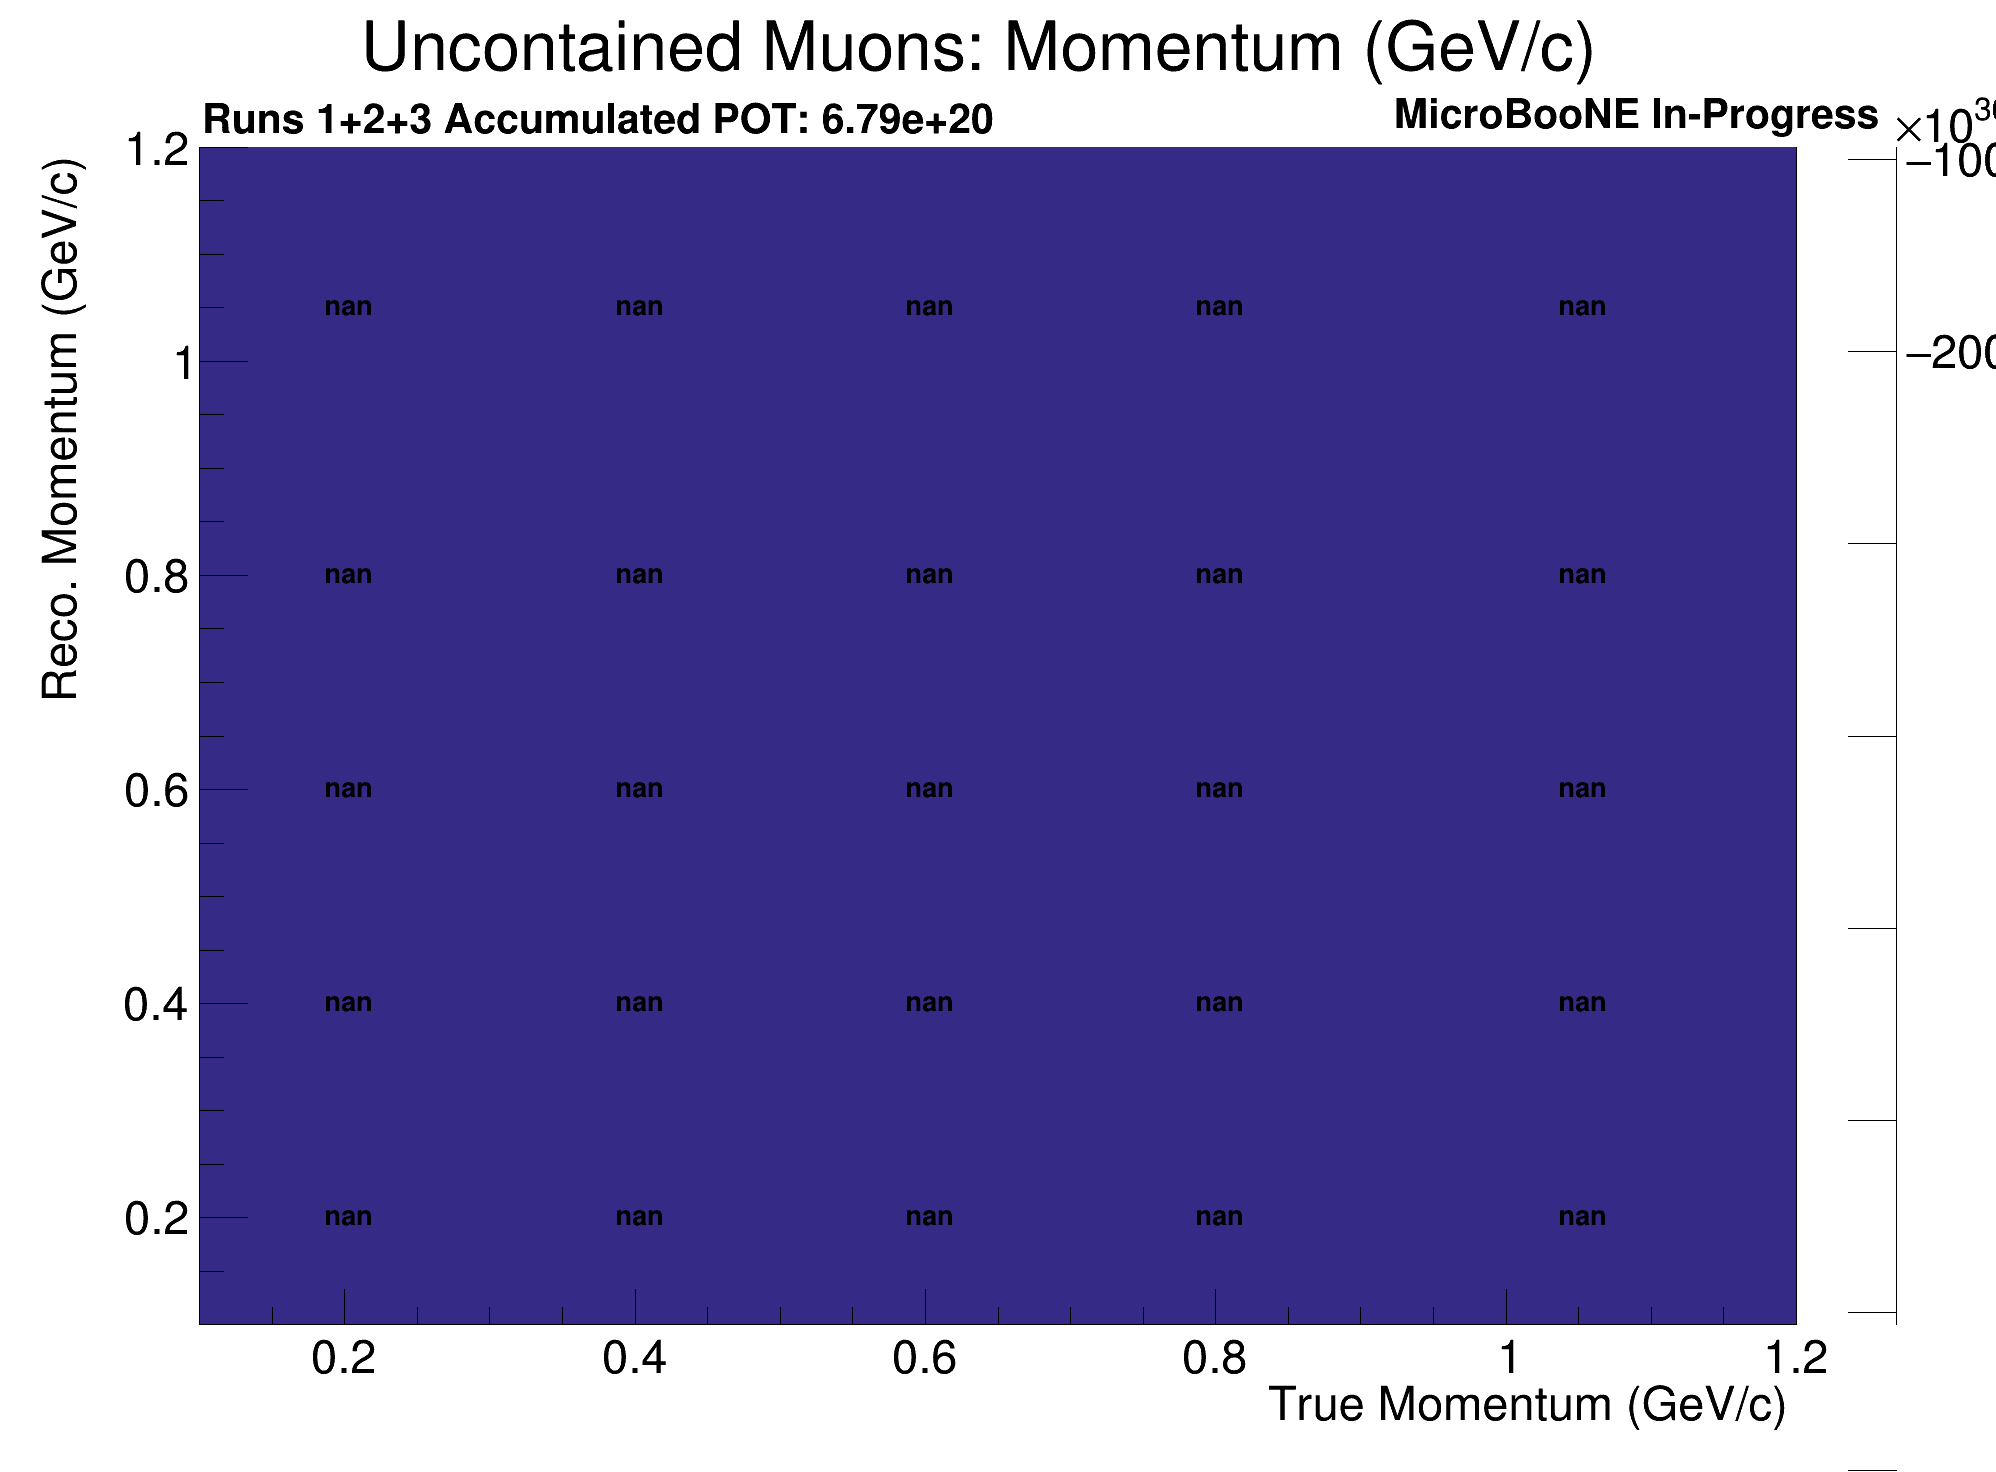 Uncontained Muons: Momentum (GeV/c)
Runs 1+2+3 Accumulated POT: 6.79e+20
MicroBooNE In-Progress
Reco. Momentum (GeV/c)
1.2
1
0.8
0.6
0.4
0.2
nan nan nan nan nan
nan nan nan nan nan
nan nan nan nan nan
nan nan nan nan nan
nan nan nan nan nan
0.2 0.4 0.6 0.8 1 1.2
True Momentum (GeV/c)